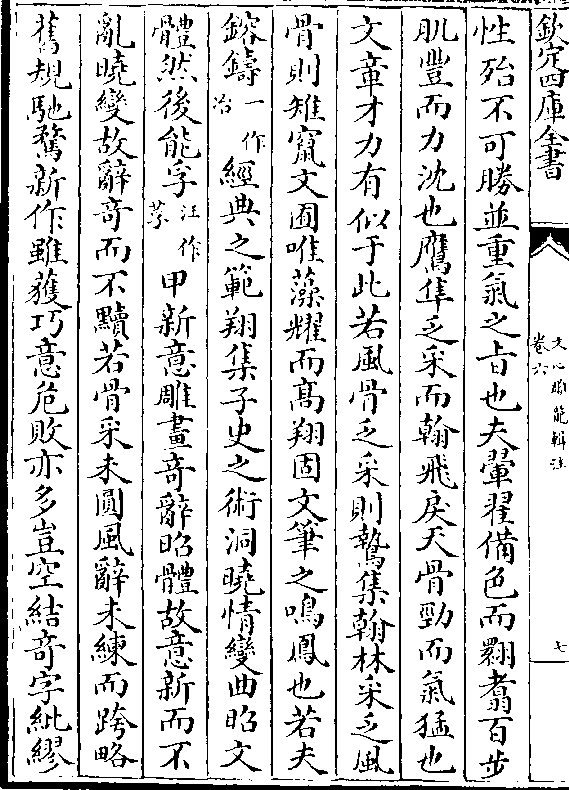 欽定四庫全書
文心雕龍輯注
卷六
七
性殆不可勝並重氣之旨也夫翬翟備色而翾翥百步
肌豐而力沈也鷹隼乏采而翰飛戾天骨勁而氣猛也
文章才力有似于此若風骨乏采則鷙集翰林采乏風
骨則雉竄文囿唯藻耀而高翔固文筆之鳴鳳也若夫
鎔鑄一作冶經典之範翔集子史之術洞曉情變曲昭文
體然後能孚汪作莩甲新意雕畫奇辭昭體故意新而不
亂曉變故辭奇而不黷若骨采未圓風辭未練而跨略
舊規馳騖新作雖獲巧意危敗亦多豈空結奇字紕繆